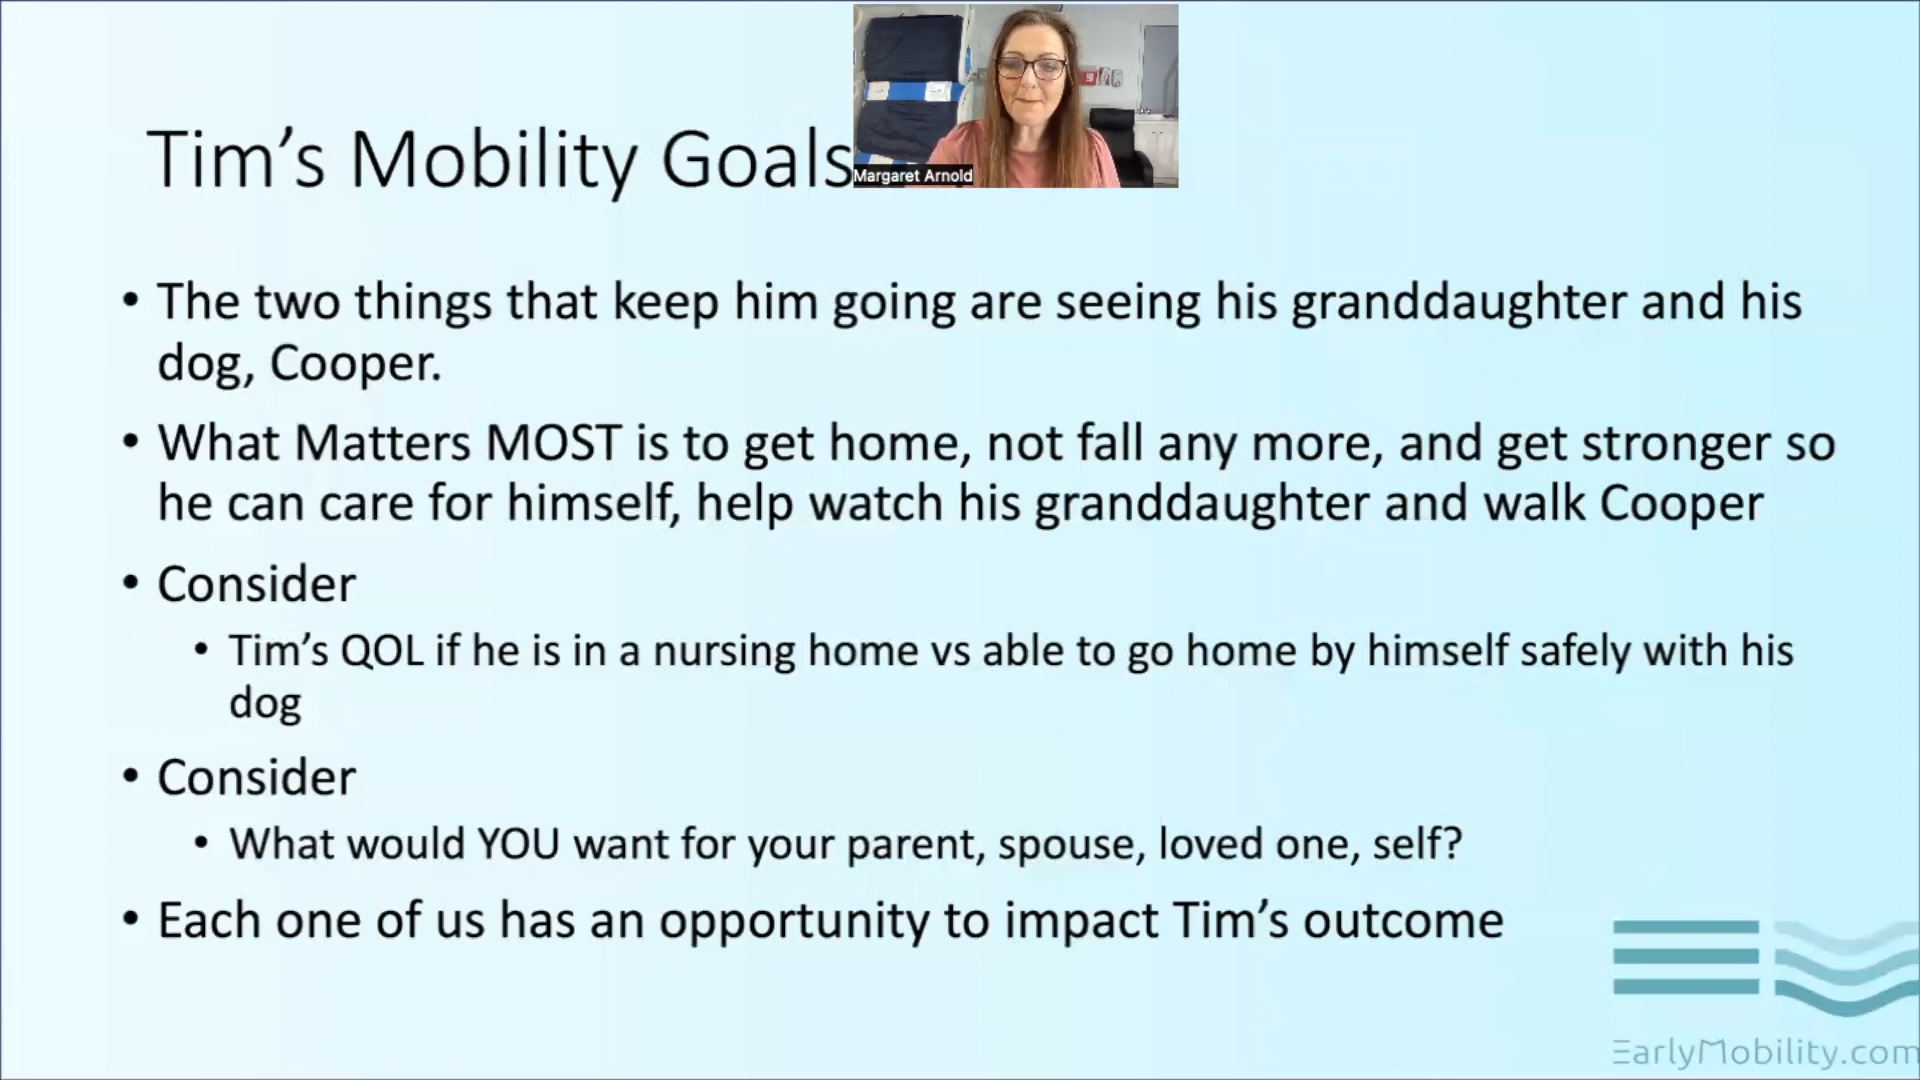 Margaret Arnold
Tim's Mobility Goals
• The two things that keep him going are seeing his granddaughter and his
dog, Cooper.
• What Matters MOST is to get home, not fall any more, and get stronger so
he can care for himself, help watch his granddaughter and walk Cooper
• Consider
• Tim's QOL if he is in a nursing home vs able to go home by himself safely with his
dog
• Consider
• What would YOU want for your parent, spouse, loved one, self?
• Each one of us has an opportunity to impact Tim's outcome
EarlyMobility.com